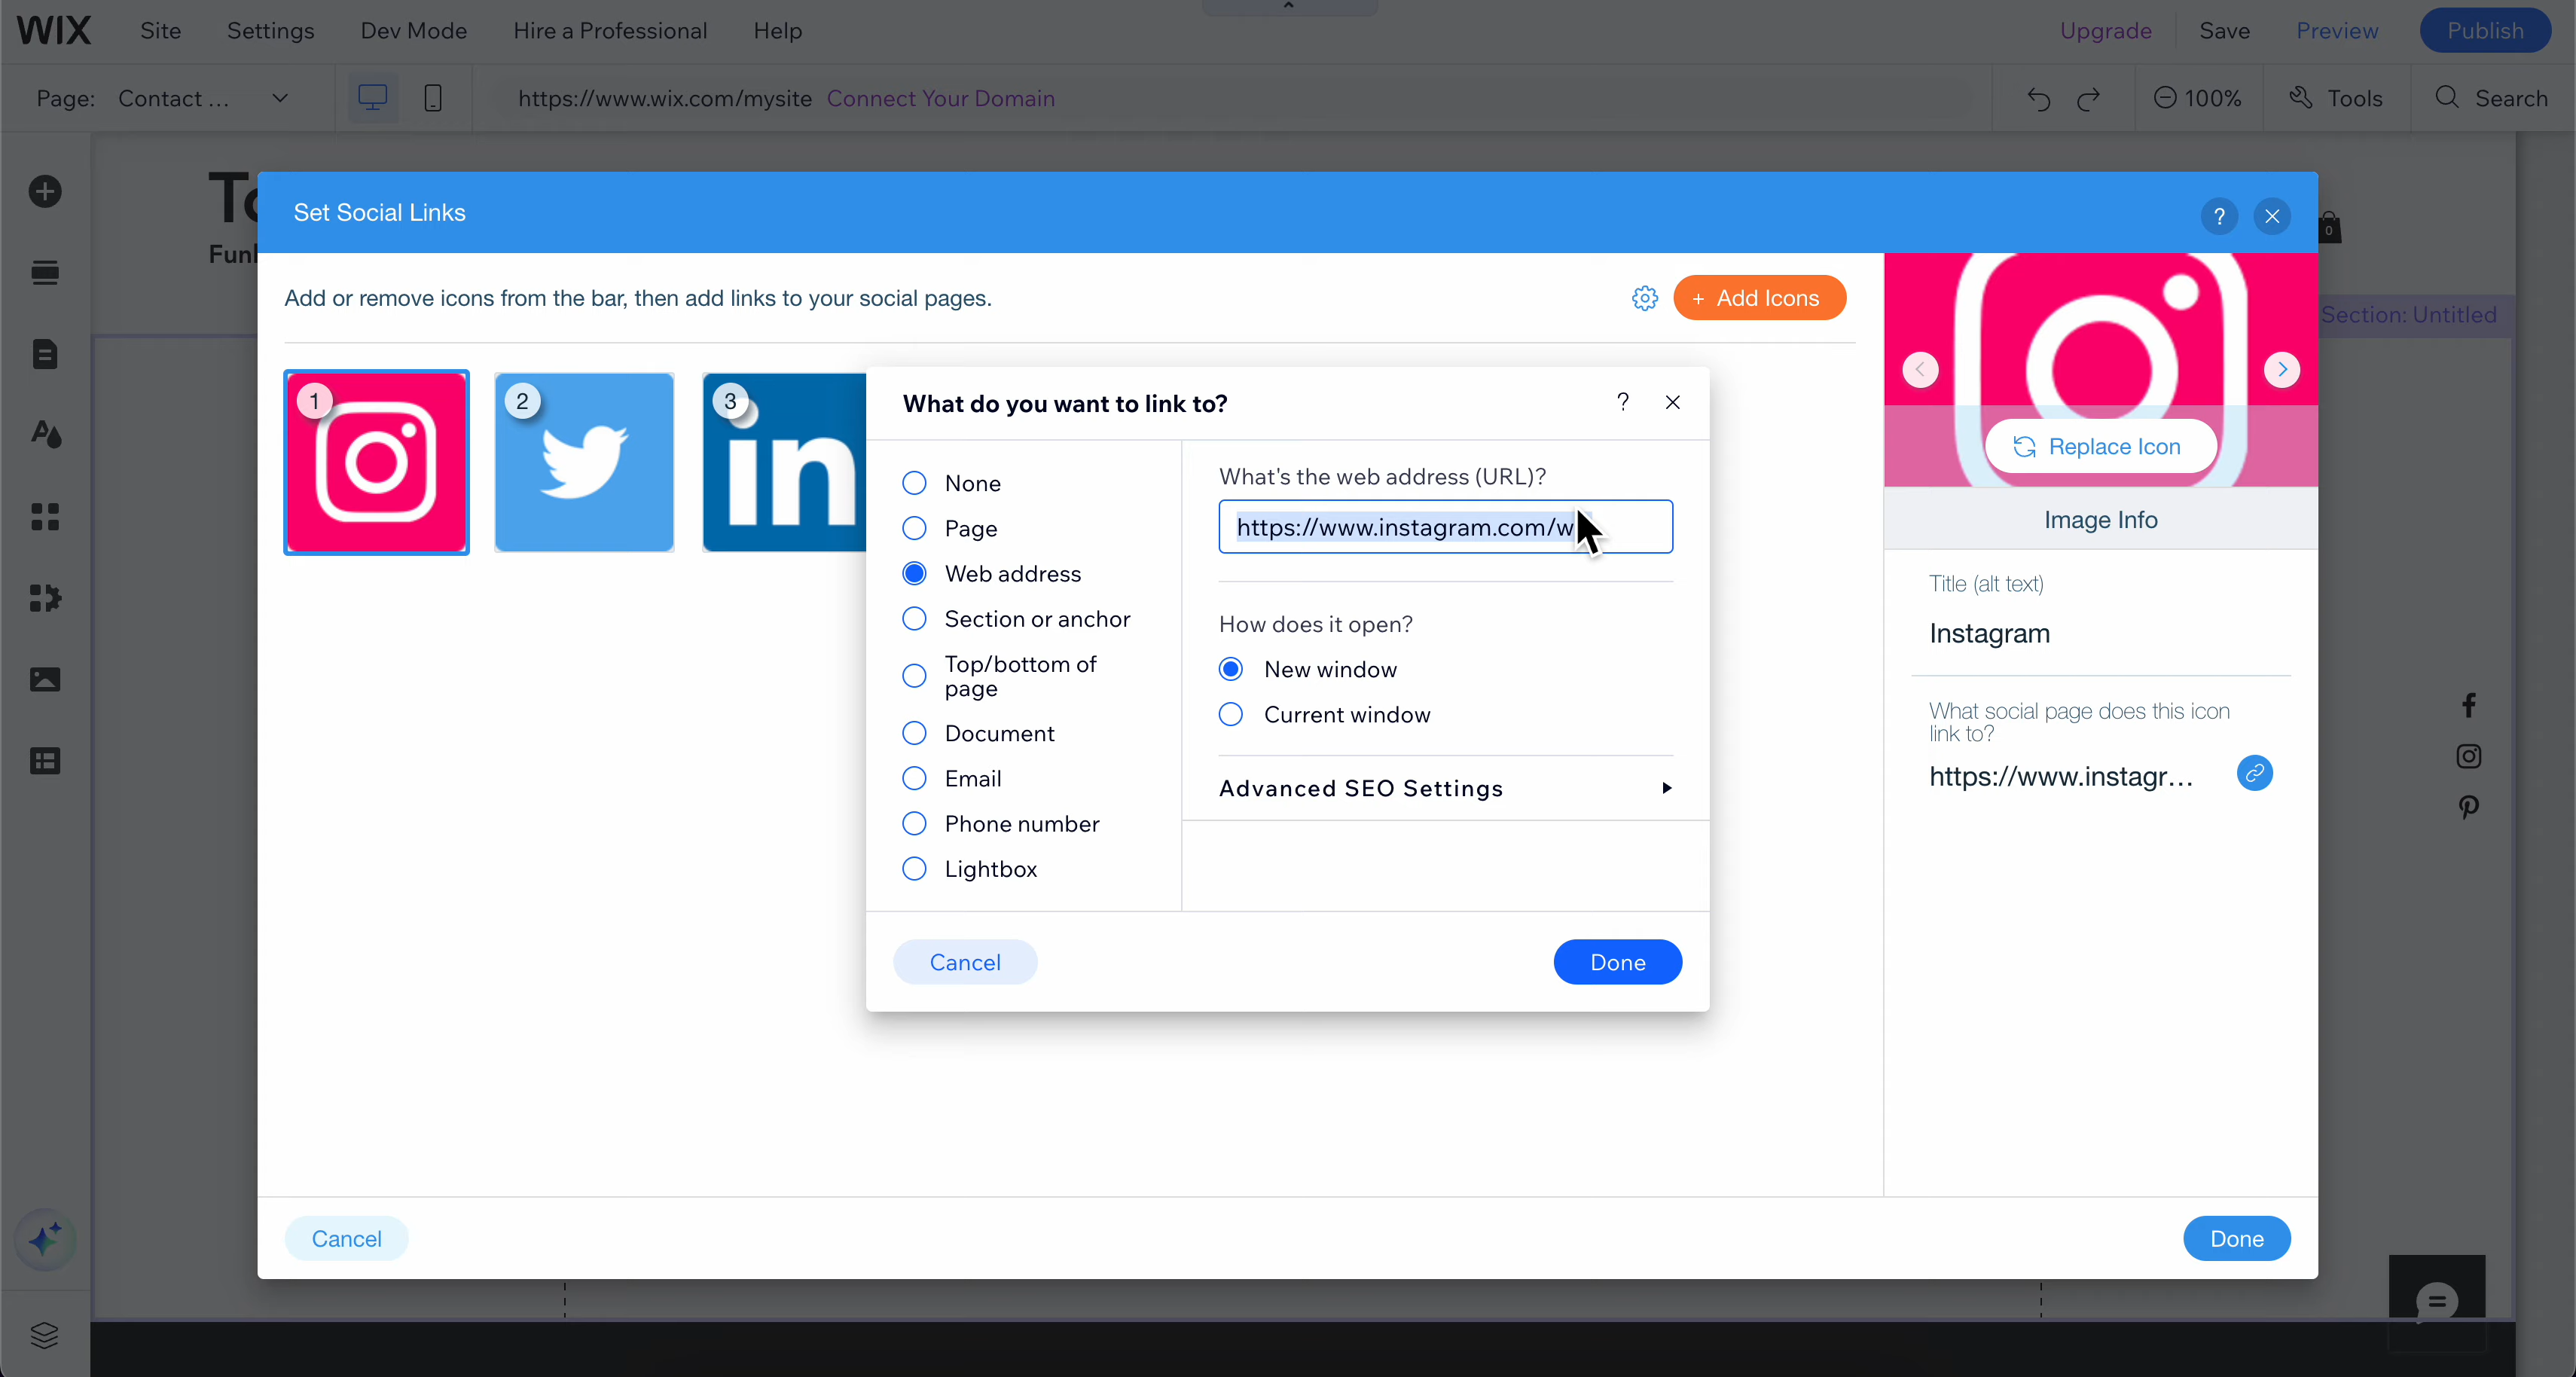 WIX Site Settings Dev Mode Hire a Professional Help Upgrade Save Preview Publish
Page: Contact ... https://www.wix.com/mysite Connect Your Domain 100% Tools Search
Set Social Links ?
0
Add or remove icons from the bar, then add links to your social pages.
+ Add Icons
Section: Untitled
1
2
3
in
What do you want to link to? ?
None
Page
Web address
Section or anchor
Top/bottom of
page
Document
Email
Phone number
Lightbox
What's the web address (URL)?
https://www.instagram.com/w
How does it open?
New window
Current window
Advanced SEO Settings
Cancel
Done
Replace Icon
Image Info
Title (alt text)
Instagram
What social page does this icon
link to?
https://www.instagr...
Cancel
Done